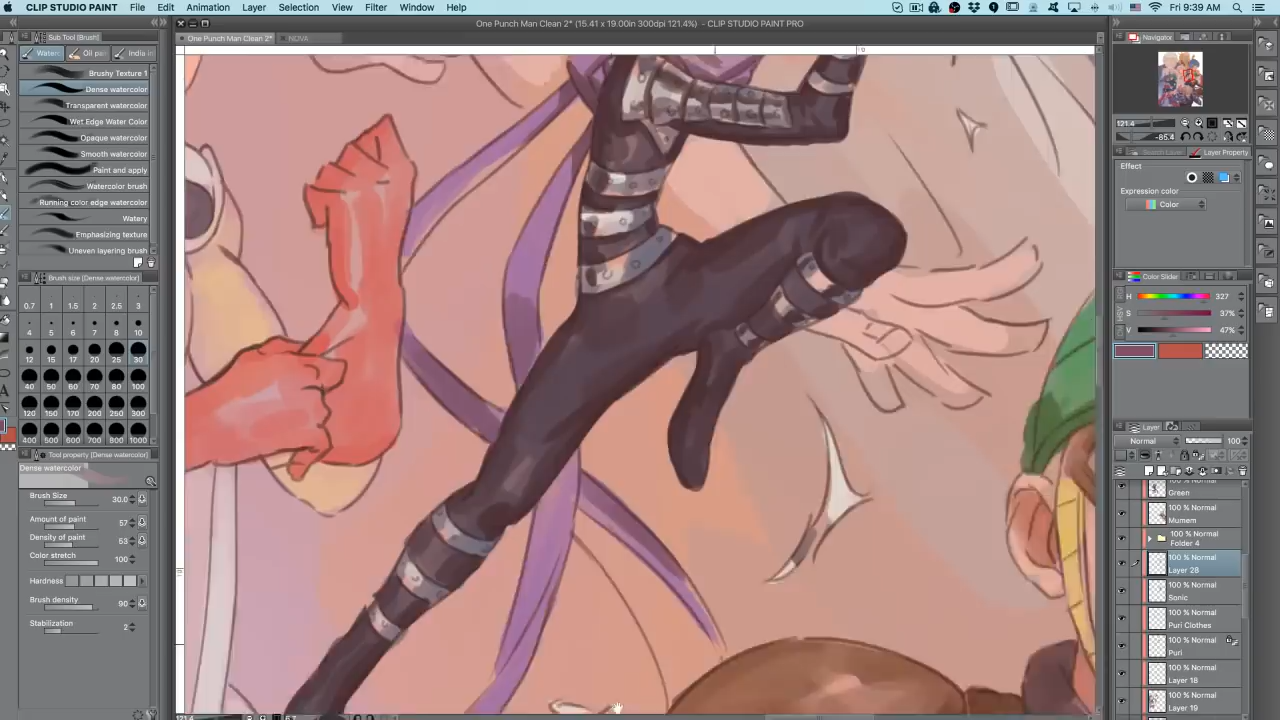 CLIP STUDIO PAINT File Edit Animation Layer Selection View Filter Window Help Fri 9:39 AM
One Punch Man Clean 2* (15.41 x 19.00in 300dpi 121.4%) - CLIP STUDIO PAINT PRO
Sub Tool [Brush]
One Punch Man Clean 2* NOVA
Navigator
Water Oil pa India in
Brushy Texture 1
Dense watercolor
Transparent watercolor
Wet Edge Water Color
Opaque watercolor
Smooth watercolor
Paint and apply
Watercolor brush
Running color edge watercolor
Watery
Emphasizing texture
Uneven layering brush
Brush size [Dense watercolor]
0.7 1 1.5 2 2.5 3
4 5 6 7 8 10
12 15 17 20 25 30
40 50 60 70 80 100
120 150 170 200 250 300
400 500 600 700 800 1000
Tool property [Dense watercolor]
Dense watercolor
Brush Size 30.0
Amount of paint 57
Density of paint 53
Color stretch 100
Hardness
Brush density 90
Stabilization 2
121.4
-85.4
Search Layer Layer Property
Effect
Expression color
Color
Color Slider
H 327
S 37%
V 47%
Layer
Normal 100
100 % Normal
Green
100 % Normal
Mumem
100 % Normal
Folder 4
100 % Normal
Layer 28
100 % Normal
Sonic
100 % Normal
Puri Clothes
100 % Normal
Puri
100 % Normal
Layer 18
100 % Normal
Layer 19
121.4